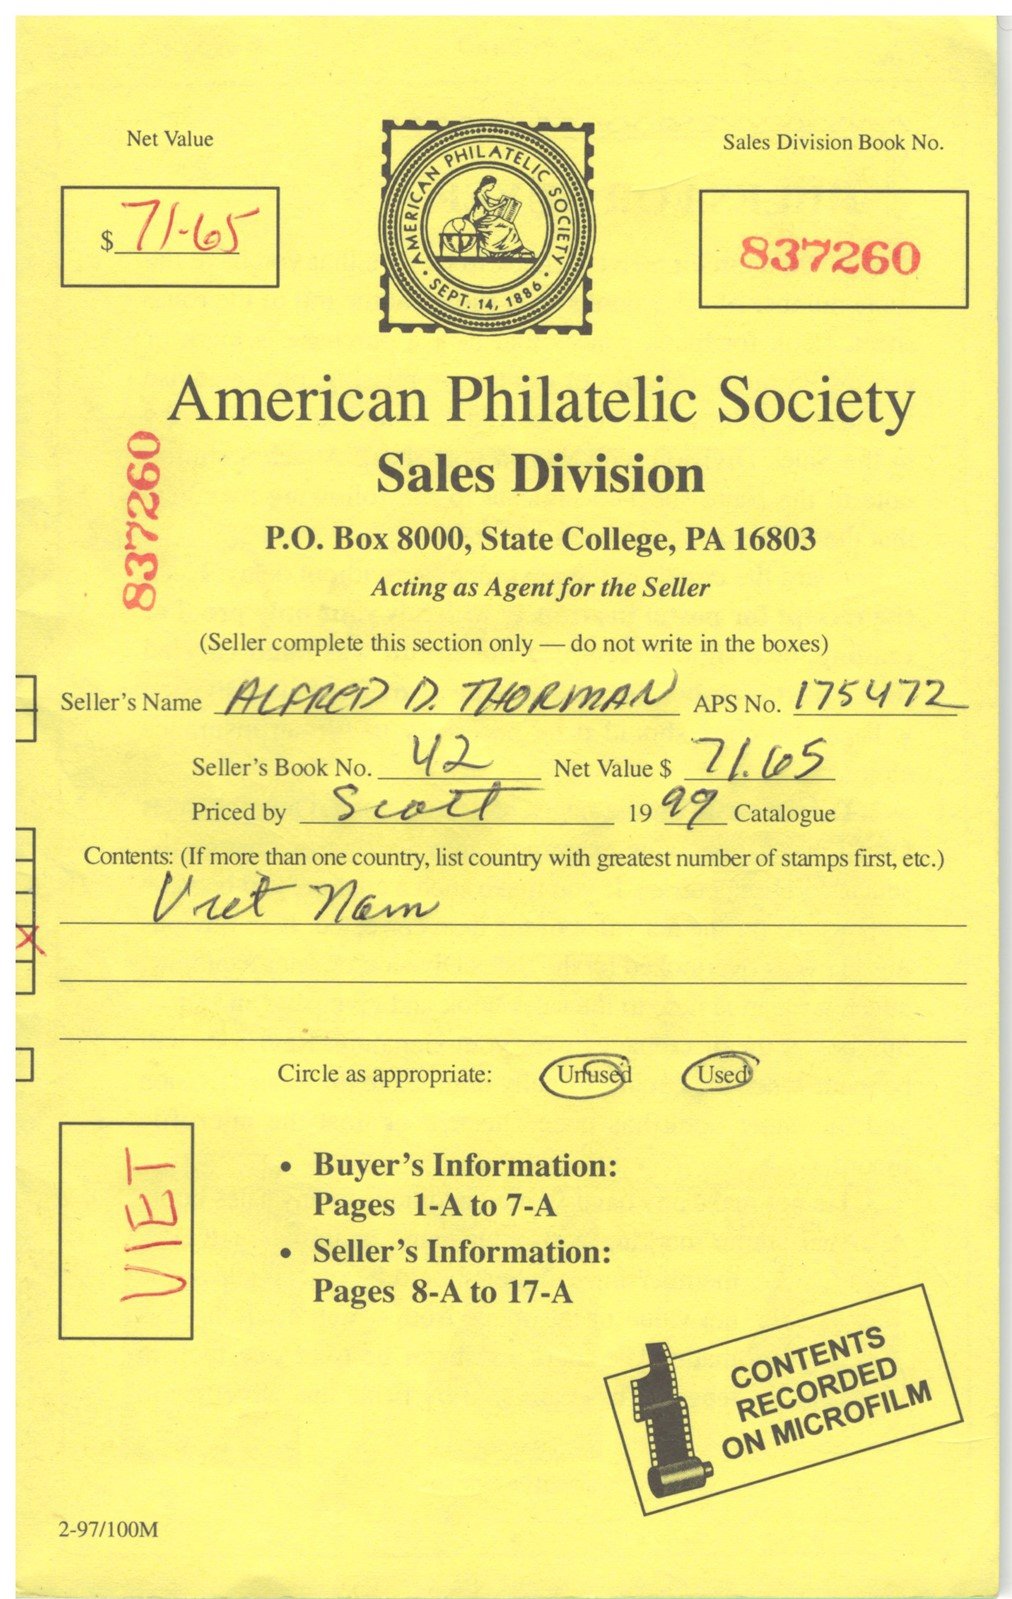 Net Value
Sales Division Book No.
$ 71.65
AMERICAN PHILATELIC SOCIETY
· SEPT. 14, 1886 ·
837260
American Philatelic Society
837260
Sales Division
P.O. Box 8000, State College, PA 16803
Acting as Agent for the Seller
(Seller complete this section only — do not write in the boxes)
Seller's Name ALFRED D. THORMAN APS No. 175472
Seller's Book No. 42 Net Value $ 71.65
Priced by Scott 1999 Catalogue
Contents: (If more than one country, list country with greatest number of stamps first, etc.)
Viet Nam
X
Circle as appropriate: Unused Used
VIET
• Buyer's Information:
Pages 1-A to 7-A
• Seller's Information:
Pages 8-A to 17-A
CONTENTS
RECORDED
ON MICROFILM
2-97/100M